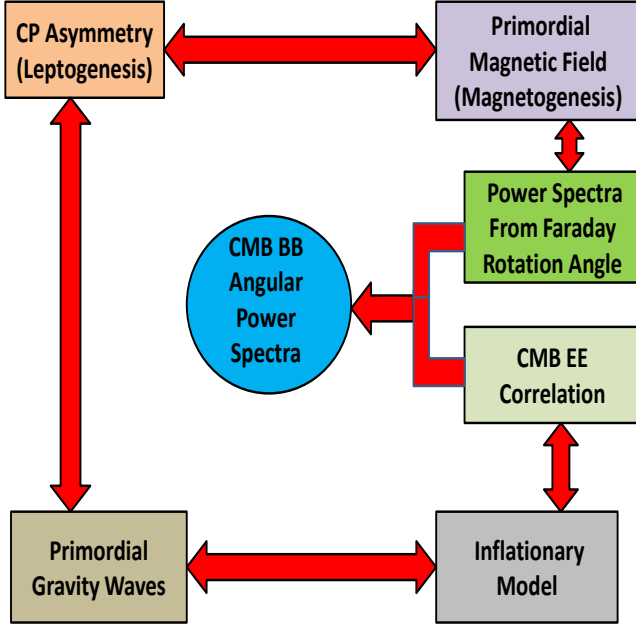 CP Asymmetry
(Leptogenesis)
Primordial
Magnetic Field
(Magnetogenesis)
Power Spectra
From Faraday
Rotation Angle
CMB BB
Angular
Power
Spectra
CMB EE
Correlation
Primordial
Gravity Waves
Inflationary
Model